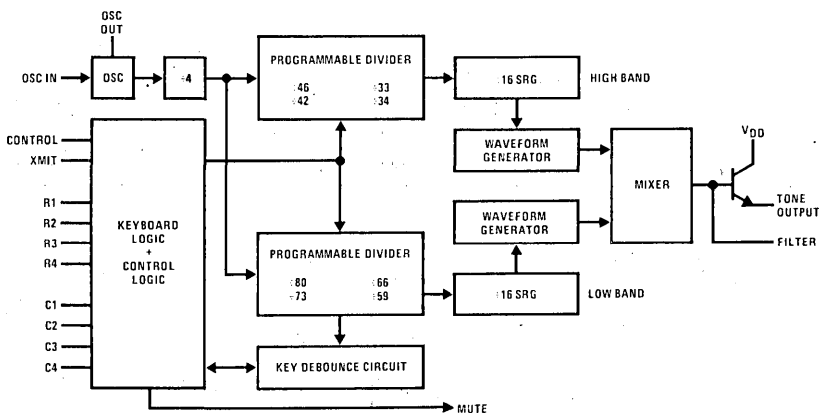 OSC
OUT
OSC IN
OSC
÷4
PROGRAMMABLE DIVIDER
÷46 ÷33
÷42 ÷34
÷16 SRG
HIGH BAND
CONTROL
XMIT
R1
R2
R3
R4
C1
C2
C3
C4
KEYBOARD
LOGIC
+
CONTROL
LOGIC
WAVEFORM
GENERATOR
MIXER
VDD
TONE
OUTPUT
FILTER
WAVEFORM
GENERATOR
PROGRAMMABLE DIVIDER
÷80 ÷66
÷73 ÷59
÷16 SRG
LOW BAND
KEY DEBOUNCE CIRCUIT
MUTE